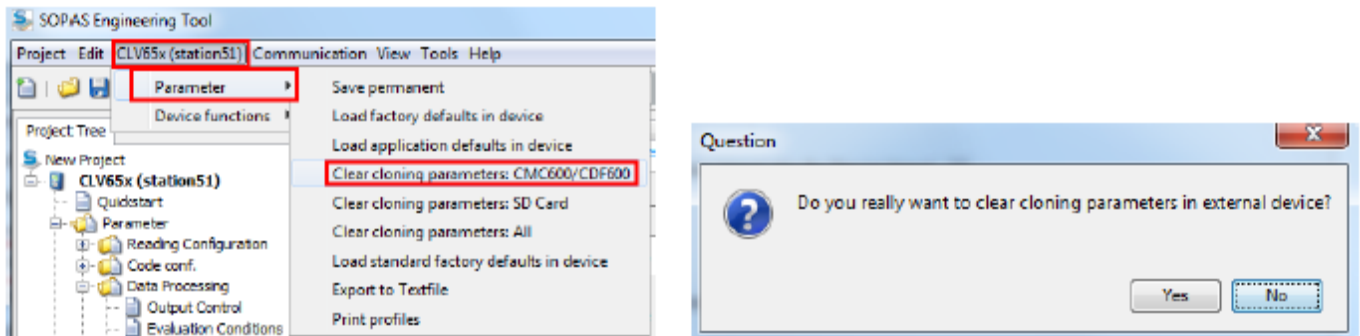 SOPAS Engineering Tool
Project Edit CLV65x (station51) Communication View Tools Help
Parameter
Device functions
Save permanent
Load factory defaults in device
Load application defaults in device
Clear cloning parameters: CMC600/CDF600
Clear cloning parameters: SD Card
Clear cloning parameters: All
Load standard factory defaults in device
Export to Textfile
Print profiles
Project Tree
New Project
CLV65x (station51)
Quickstart
Parameter
Reading Configuration
Code conf.
Data Processing
Output Control
Evaluation Conditions
Question
Do you really want to clear cloning parameters in external device?
Yes No